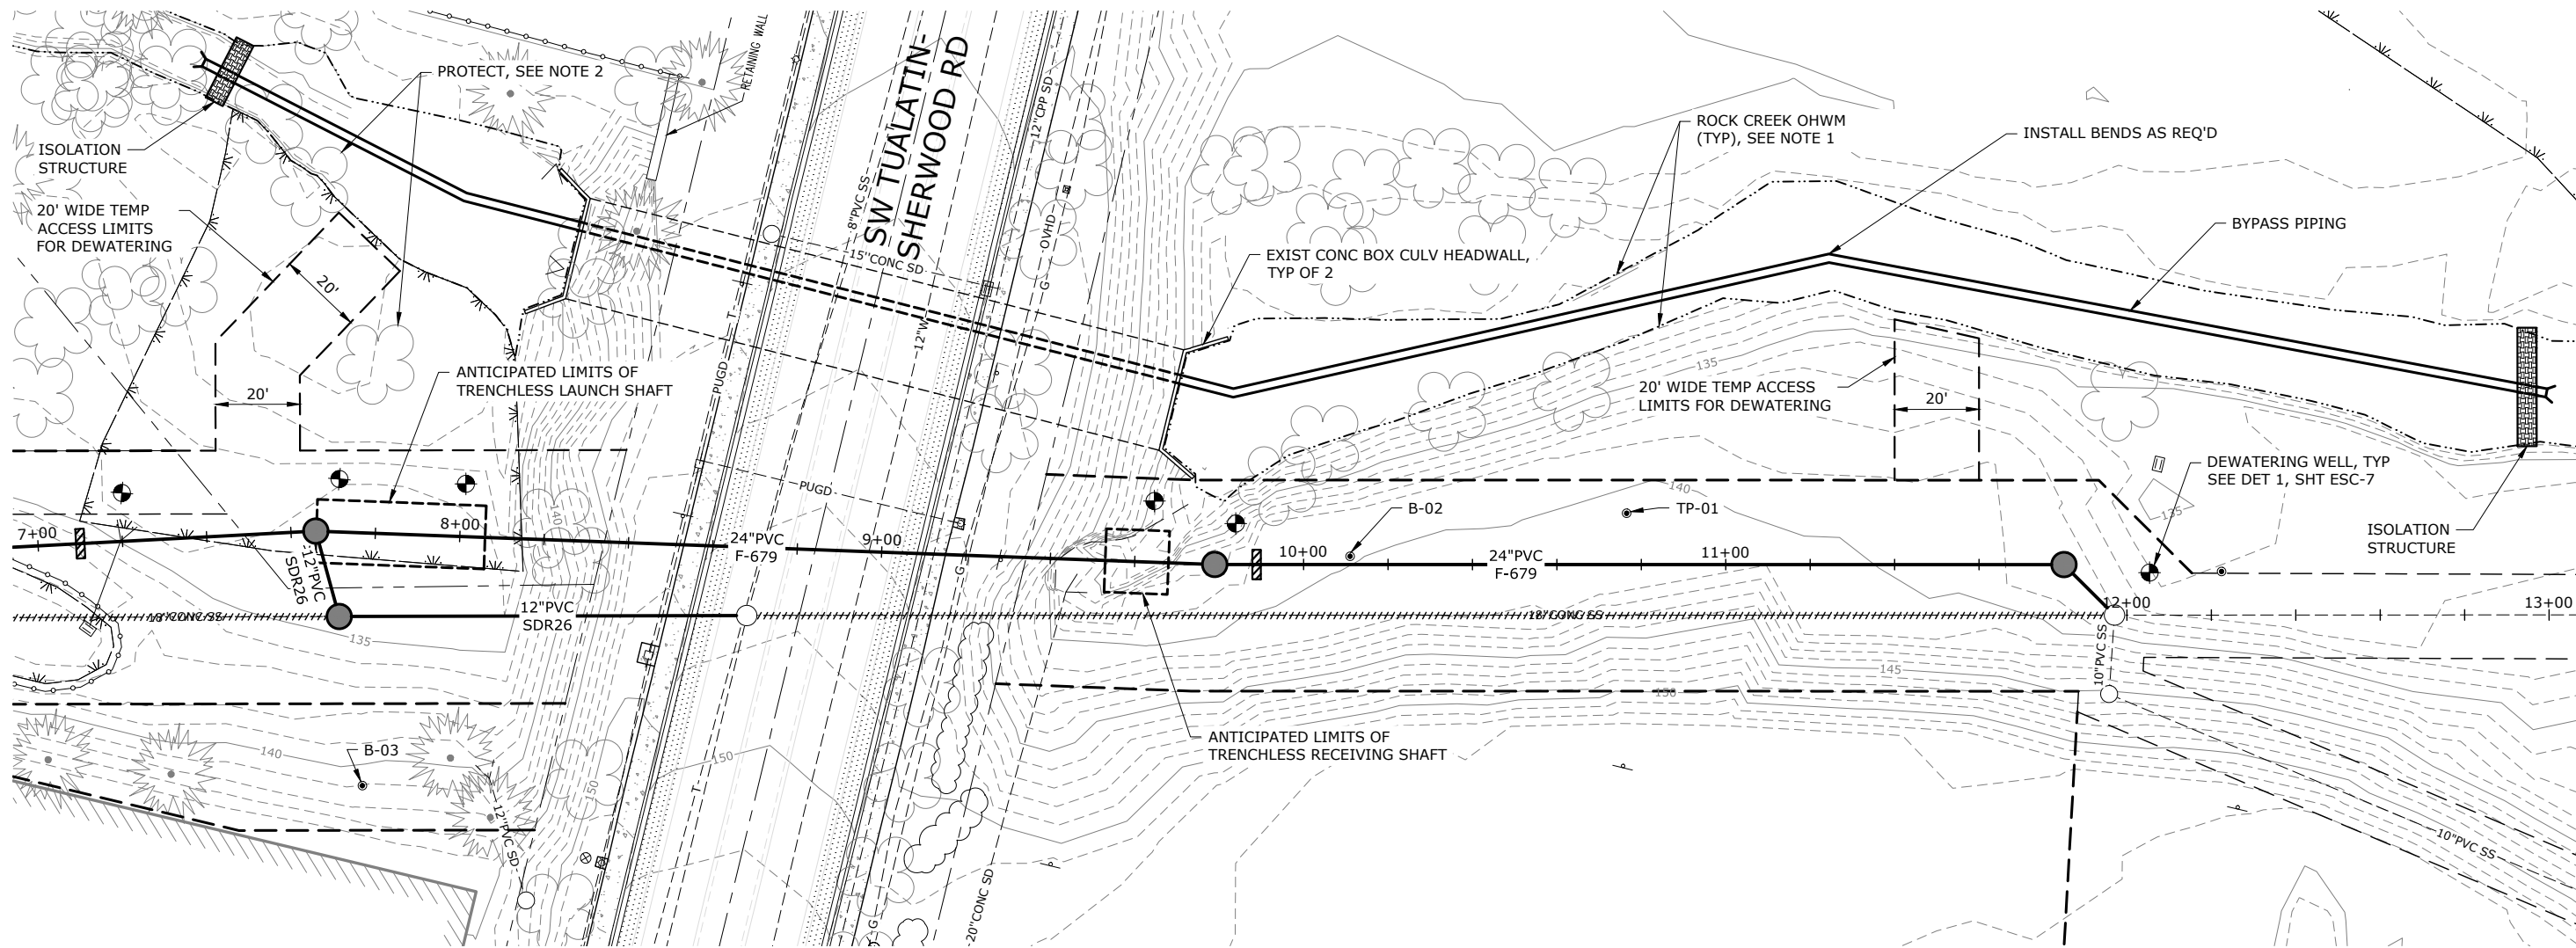 PROTECT, SEE NOTE 2
RETAINING WALL
SW TUALATIN-
SHERWOOD RD
12"CPP SD
8"PVC SS
ISOLATION
STRUCTURE
ROCK CREEK OHWM
(TYP), SEE NOTE 1
INSTALL BENDS AS REQ'D
20' WIDE TEMP
ACCESS LIMITS
FOR DEWATERING
20'
OVHD
G
15"CONC SD
EXIST CONC BOX CULV HEADWALL,
TYP OF 2
BYPASS PIPING
12"W
PUGD
ANTICIPATED LIMITS OF
TRENCHLESS LAUNCH SHAFT
20'
135
20' WIDE TEMP ACCESS
LIMITS FOR DEWATERING
20'
T
PUGD
140
DEWATERING WELL, TYP
SEE DET 1, SHT ESC-7
7+00
8+00
140
24"PVC
F-679
9+00
B-02
TP-01
135
ISOLATION
STRUCTURE
10+00
24"PVC
F-679
11+00
12"PVC
SDR26
G
12+00
13+00
18"CONC SS
12"PVC
SDR26
18"CONC SS
135
10"PVC SS
145
150
ANTICIPATED LIMITS OF
TRENCHLESS RECEIVING SHAFT
140
B-03
150
150
T
P
P
P
P
P
12"PVC SD
20"CONC SD
G
10"PVC SS